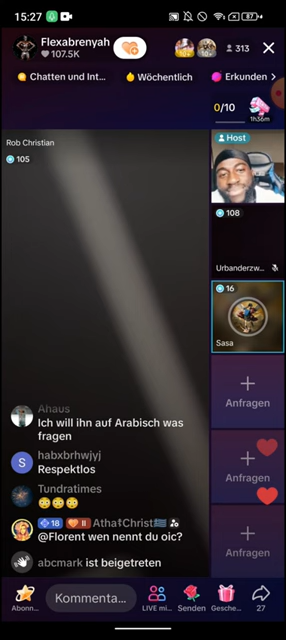 15:27
87
Flexabrenyah
107.5K
313
Chatten und Int...
Wöchentlich
Erkunden
0/10
1h36m
Rob Christian
105
Host
108
Urbanderzw...
16
Sasa
Anfragen
Anfragen
Anfragen
Ahaus
Ich will ihn auf Arabisch was
fragen
S
habxbrhwjyj
Respektlos
Tundratimes
18
II
Atha☦Christ🇬🇷
@Florent wen nennt du oic?
abcmark ist beigetreten
Abonn...
Kommenta...
LIVE mi...
Senden
Gesche...
27